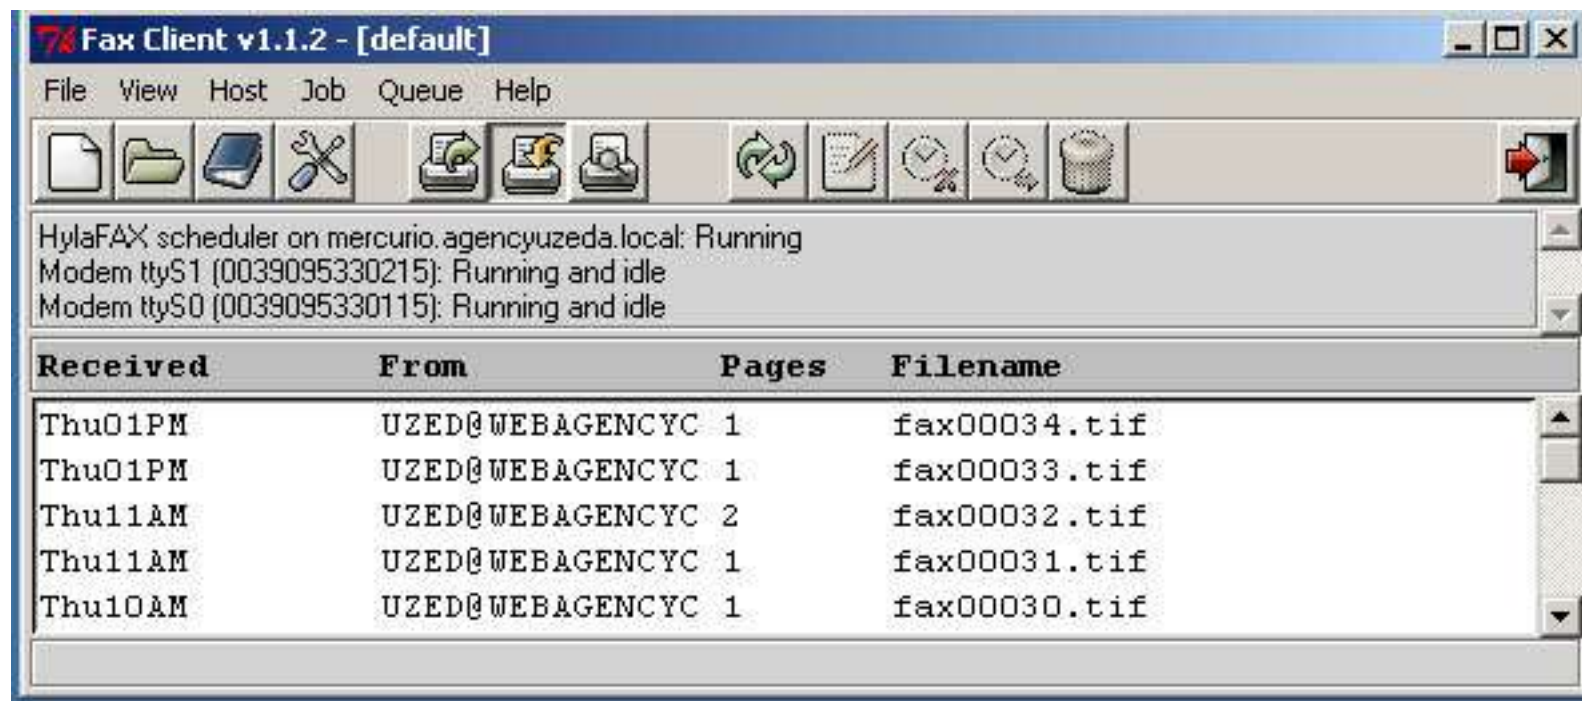 Fax Client v1.1.2 - [default]
File View Host Job Queue Help
HylaFAX scheduler on mercurio.agencyuzeda.local: Running
Modem ttyS1 (0039095330215): Running and idle
Modem ttyS0 (0039095330115): Running and idle
Received From Pages Filename
Thu01PM UZED@WEBAGENCYC 1 fax00034.tif
Thu01PM UZED@WEBAGENCYC 1 fax00033.tif
Thu11AM UZED@WEBAGENCYC 2 fax00032.tif
Thu11AM UZED@WEBAGENCYC 1 fax00031.tif
Thu10AM UZED@WEBAGENCYC 1 fax00030.tif